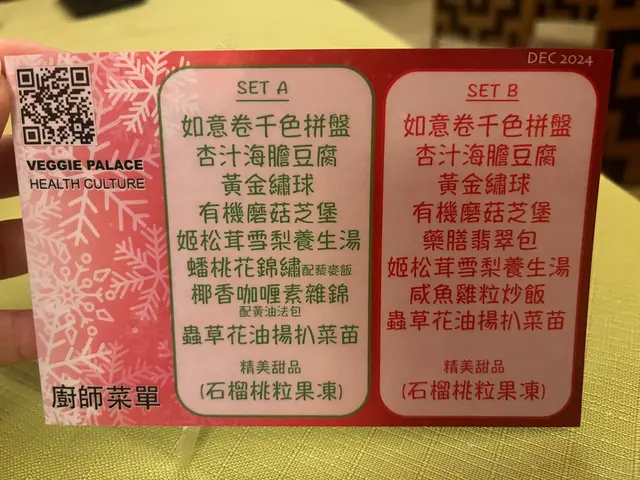 DEC 2024
VEGGIE PALACE
HEALTH CULTURE
廚師菜單
SET A
如意卷千色拼盤
杏汁海膽豆腐
黃金繡球
有機磨菇芝堡
姬松茸雪梨養生湯
蟠桃花錦繡配藜麥飯
椰香咖喱素雜錦
配黃油法包
蟲草花油揚扒菜苗
精美甜品
(石榴桃粒果凍)
SET B
如意卷千色拼盤
杏汁海膽豆腐
黃金繡球
有機磨菇芝堡
藥膳翡翠包
姬松茸雪梨養生湯
咸魚雞粒炒飯
蟲草花油揚扒菜苗
精美甜品
(石榴桃粒果凍)